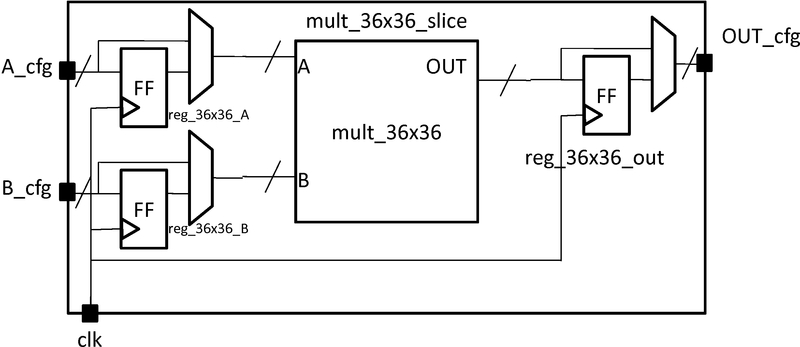 mult_36x36_slice
OUT_cfg
A_cfg
FF
reg_36x36_A
A
OUT
mult_36x36
FF
reg_36x36_out
B_cfg
FF
reg_36x36_B
B
clk